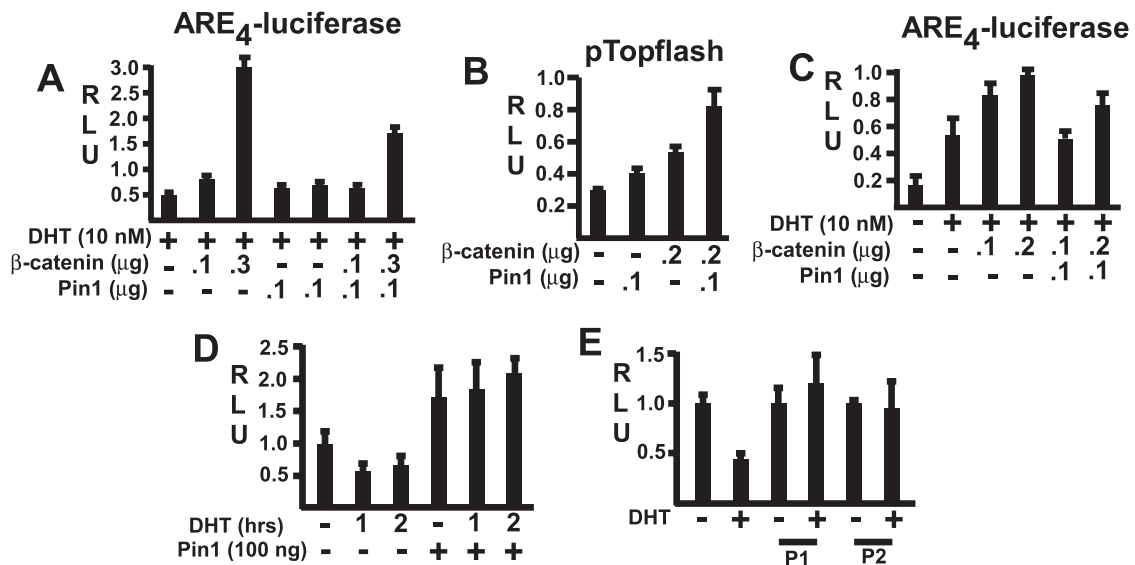 ARE4-luciferase
A
RLU
3.0
2.5
2.0
1.5
1.0
0.5
DHT (10 nM) + + + + + + +
β-catenin (µg) - .1 .3 - - .1 .3
Pin1 (µg) - - - .1 .1 .1 .1
pTopflash
B
RLU
1.0
0.8
0.6
0.4
0.2
β-catenin (µg) - - .2 .2
Pin1 (µg) - .1 - .1
ARE4-luciferase
C
RLU
1.0
0.8
0.6
0.4
0.2
DHT (10 nM) - + + + + +
β-catenin (µg) - - .1 .2 .1 .2
Pin1 (µg) - - - - .1 .1
D
RLU
2.5
2.0
1.5
1.0
0.5
DHT (hrs) - 1 2 - 1 2
Pin1 (100 ng) - - - + + +
E
RLU
1.5
1.0
0.5
DHT - + - + - +
P1 P2